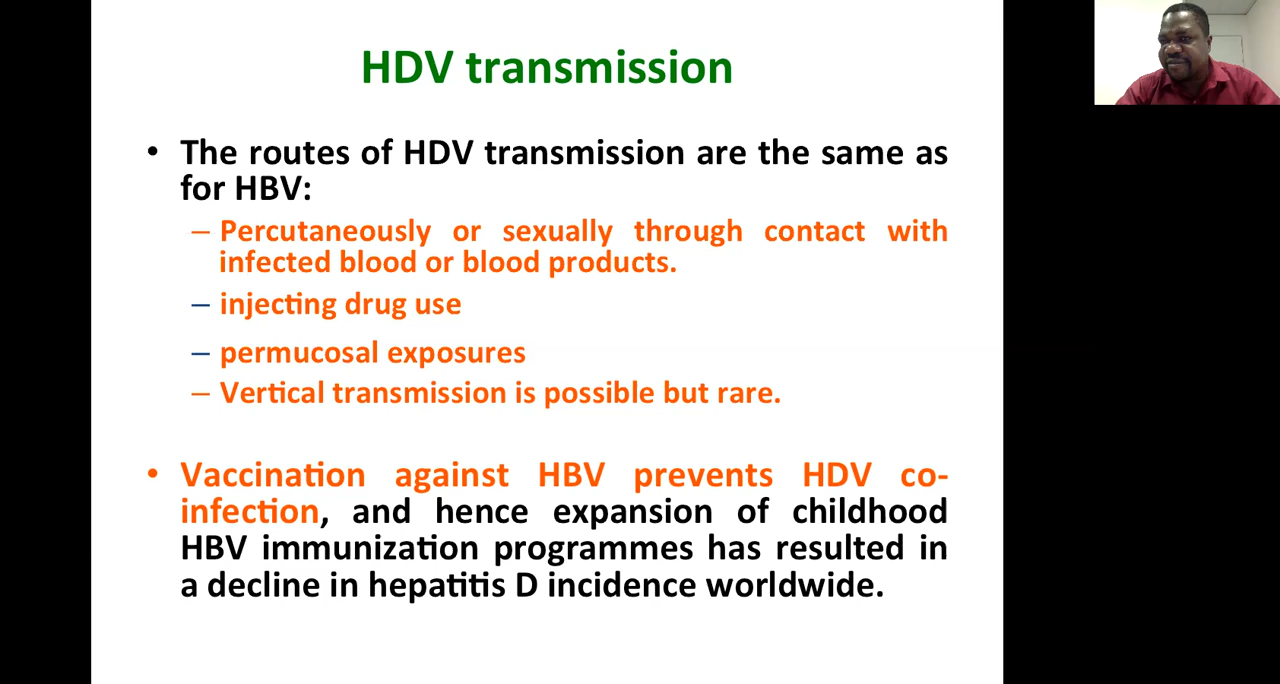 HDV transmission
• The routes of HDV transmission are the same as
for HBV:
– Percutaneously or sexually through contact with
infected blood or blood products.
– injecting drug use
– permucosal exposures
– Vertical transmission is possible but rare.
• Vaccination against HBV prevents HDV co-
infection, and hence expansion of childhood
HBV immunization programmes has resulted in
a decline in hepatitis D incidence worldwide.